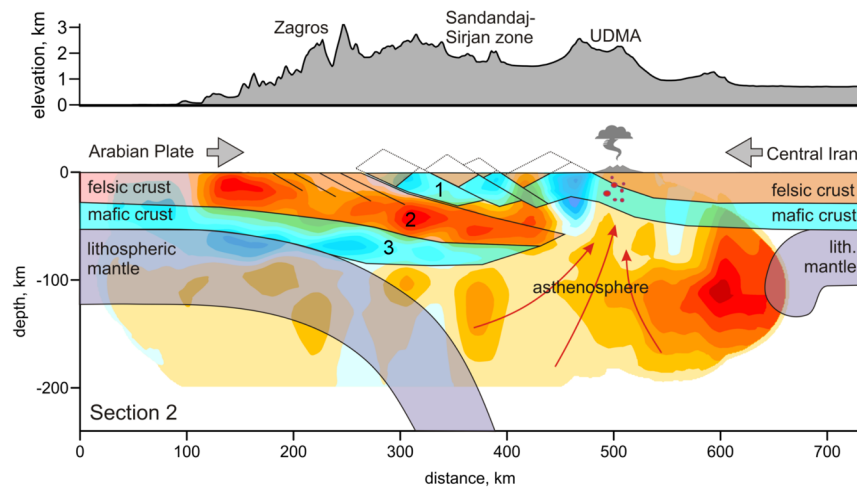 elevation, km
3
2
1
0
Zagros
Sandandaj-
Sirjan zone
UDMA
Arabian Plate
Central Iran
0
felsic crust
1
felsic crust
mafic crust
2
mafic crust
lithospheric
mantle
3
lith.
mantle
-100
asthenosphere
depth, km
-200
Section 2
0
100
200
300
400
500
600
700
distance, km